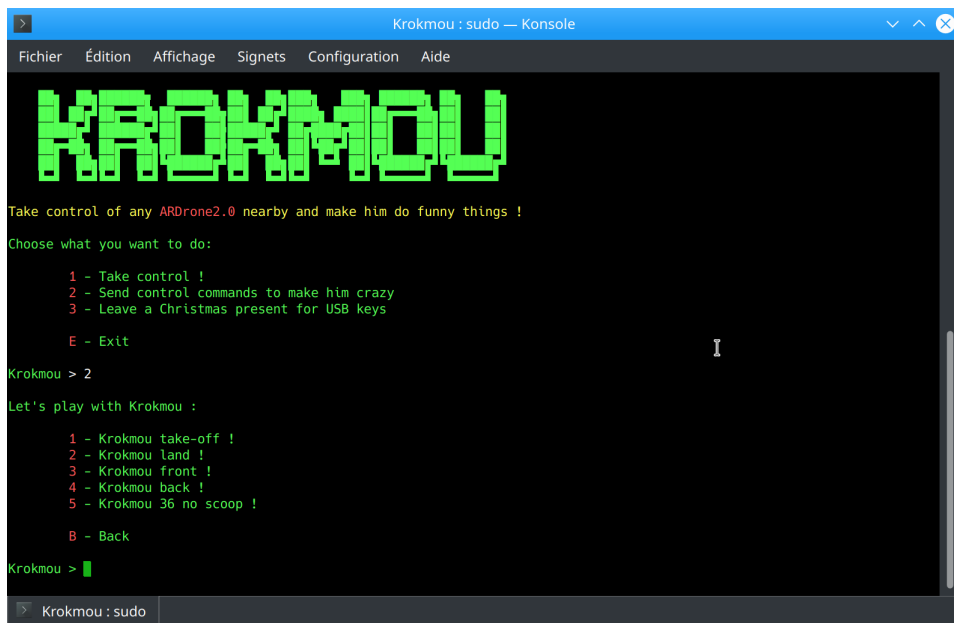 Krokmou : sudo — Konsole
Fichier Édition Affichage Signets Configuration Aide
KROKMOU
Take control of any ARDrone2.0 nearby and make him do funny things !
Choose what you want to do:
1 - Take control !
2 - Send control commands to make him crazy
3 - Leave a Christmas present for USB keys
E - Exit
Krokmou > 2
Let's play with Krokmou :
1 - Krokmou take-off !
2 - Krokmou land !
3 - Krokmou front !
4 - Krokmou back !
5 - Krokmou 36 no scoop !
B - Back
Krokmou >
Krokmou : sudo